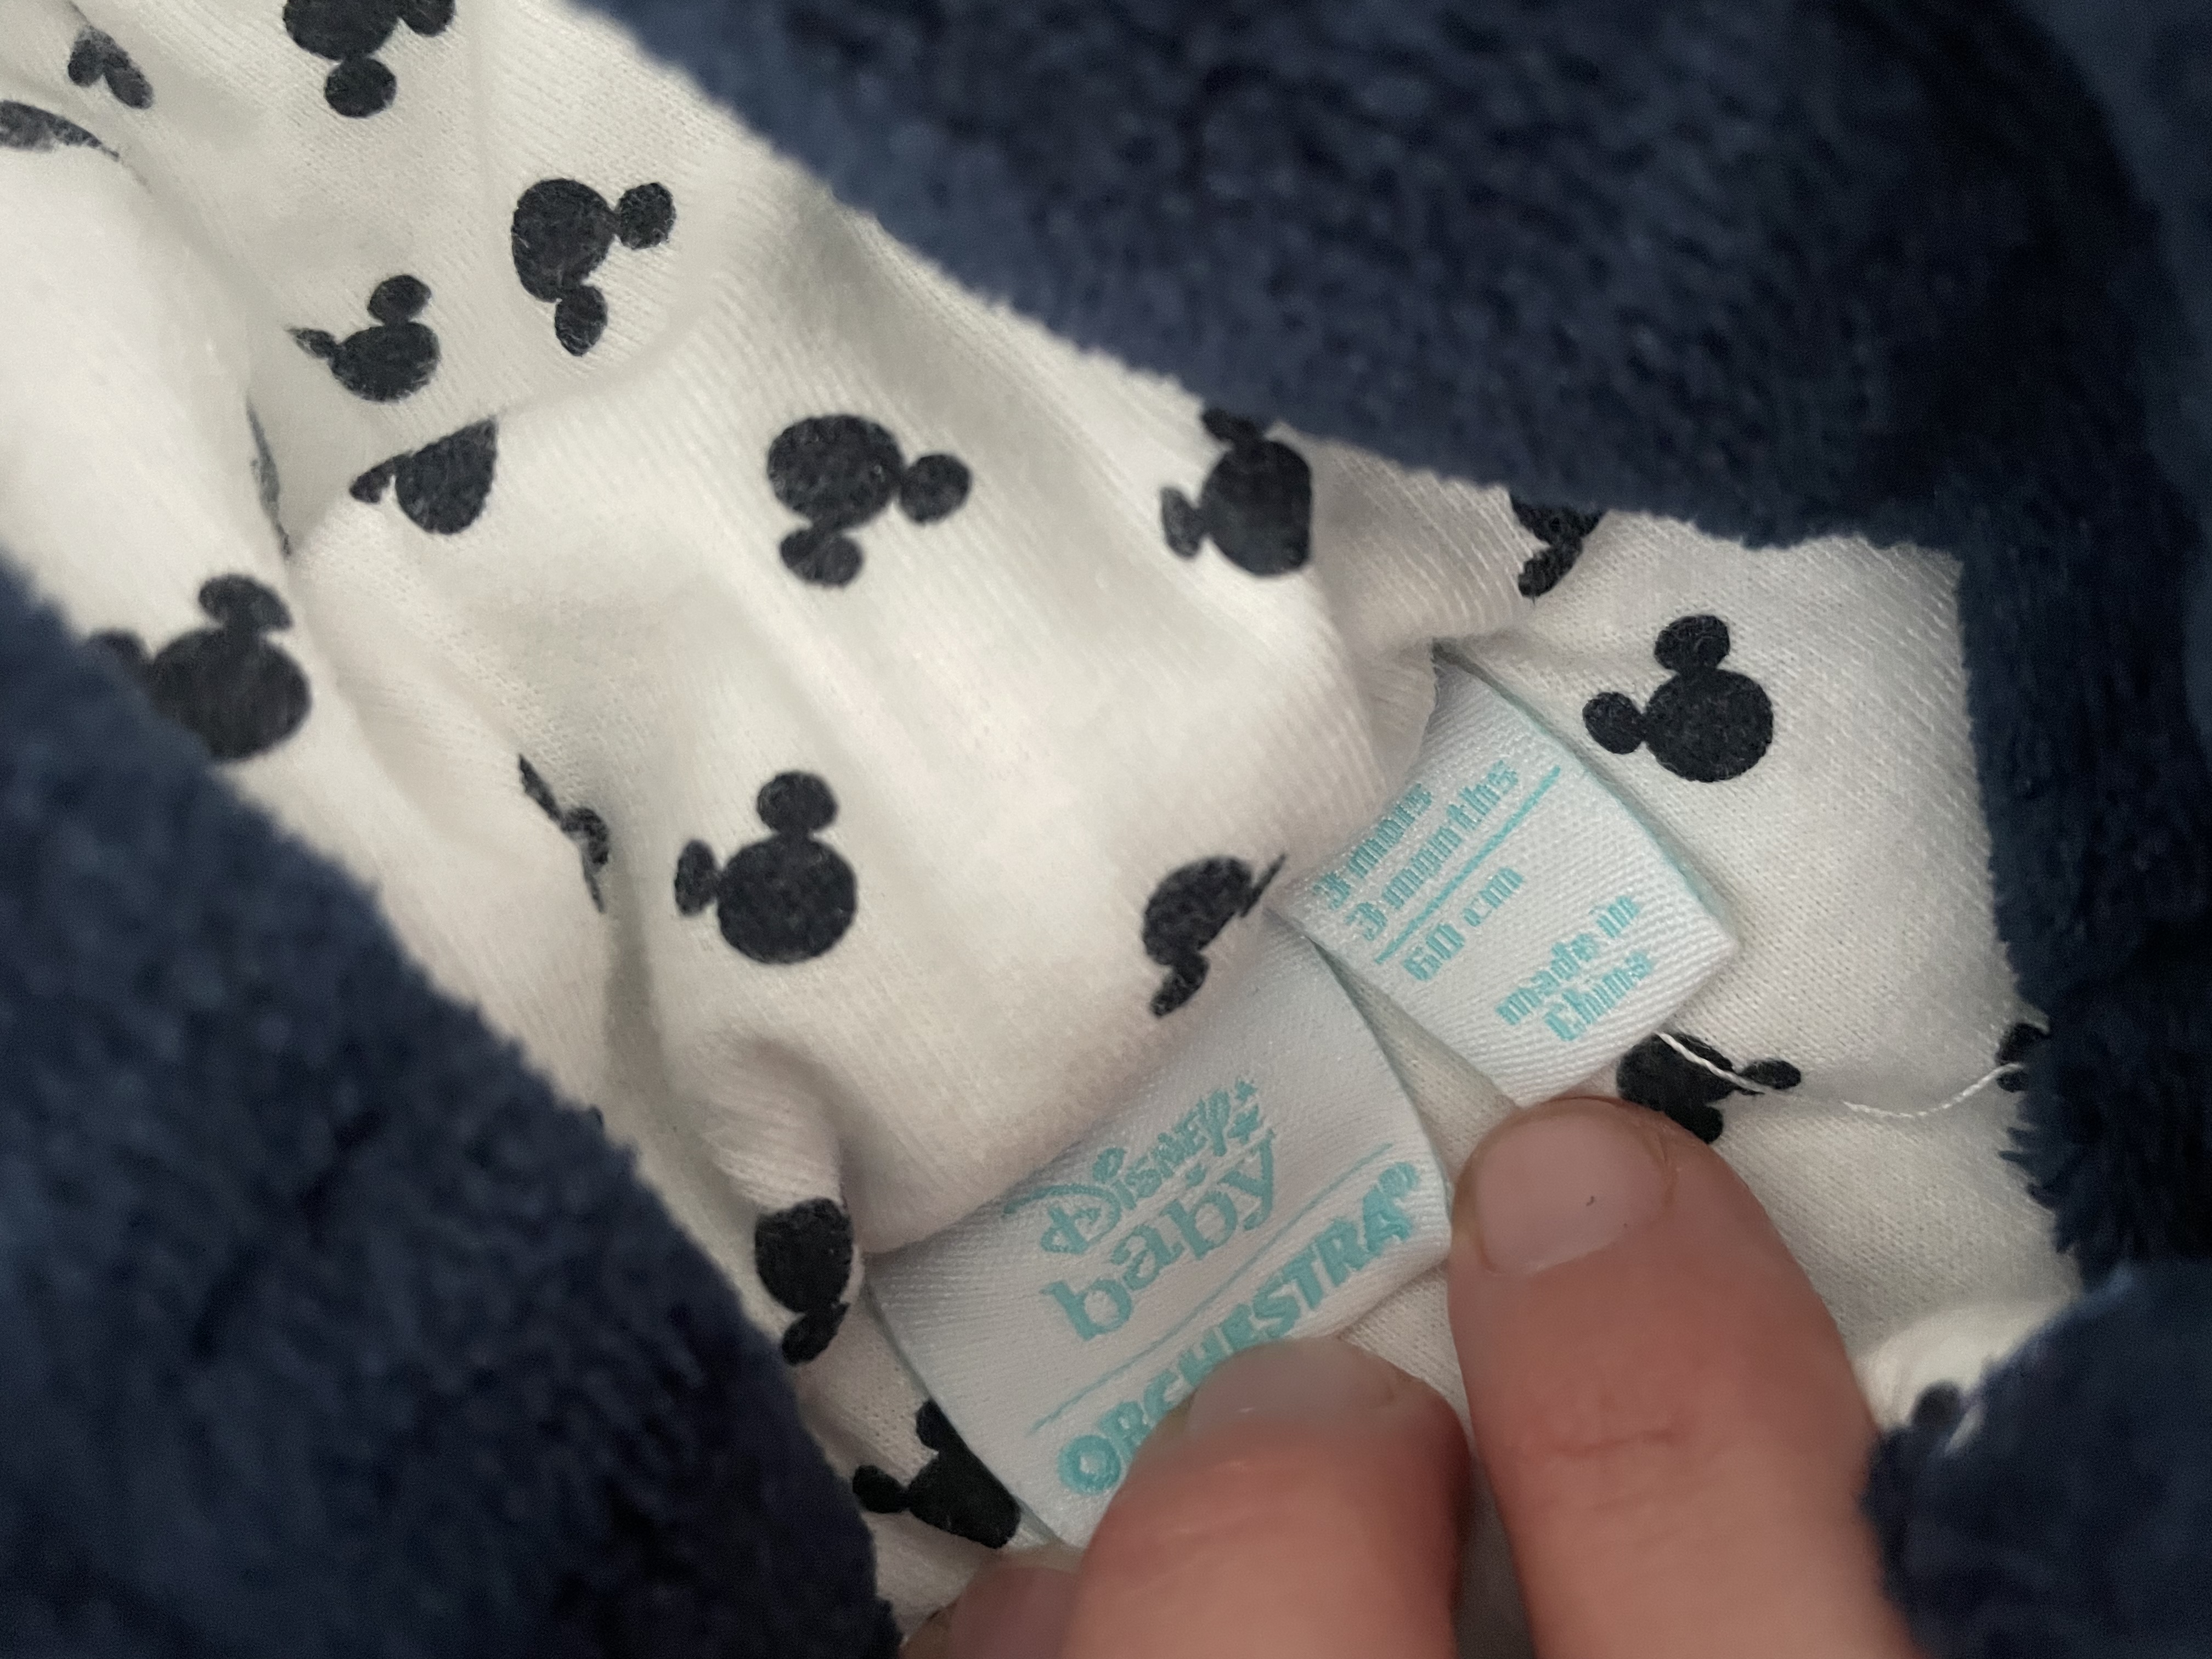 3 mois
3 months
60 cm
made in
China
Disney
baby
ORCHESTRA®